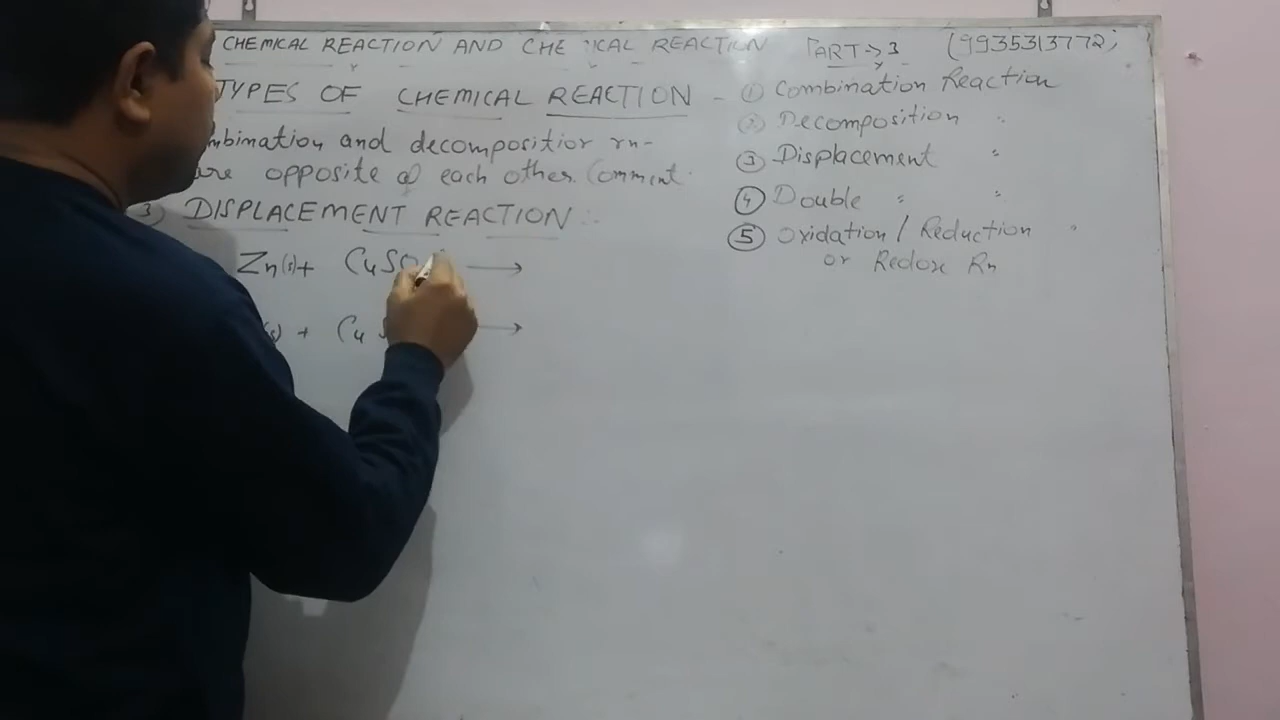 CHEMICAL REACTION AND CHE ICAL REACTION PART → 3 (9935313772)
TYPES OF CHEMICAL REACTION -
① Combination Reaction
② Decomposition "
③ Displacement "
④ Double " "
⑤ Oxidation / Reduction "
or Redox Rn
mbination and decomposition rn-
are opposite @ each other. Comment.
3) DISPLACEMENT REACTION :-
Zn(s) + CuSO →
(s) + Cu →